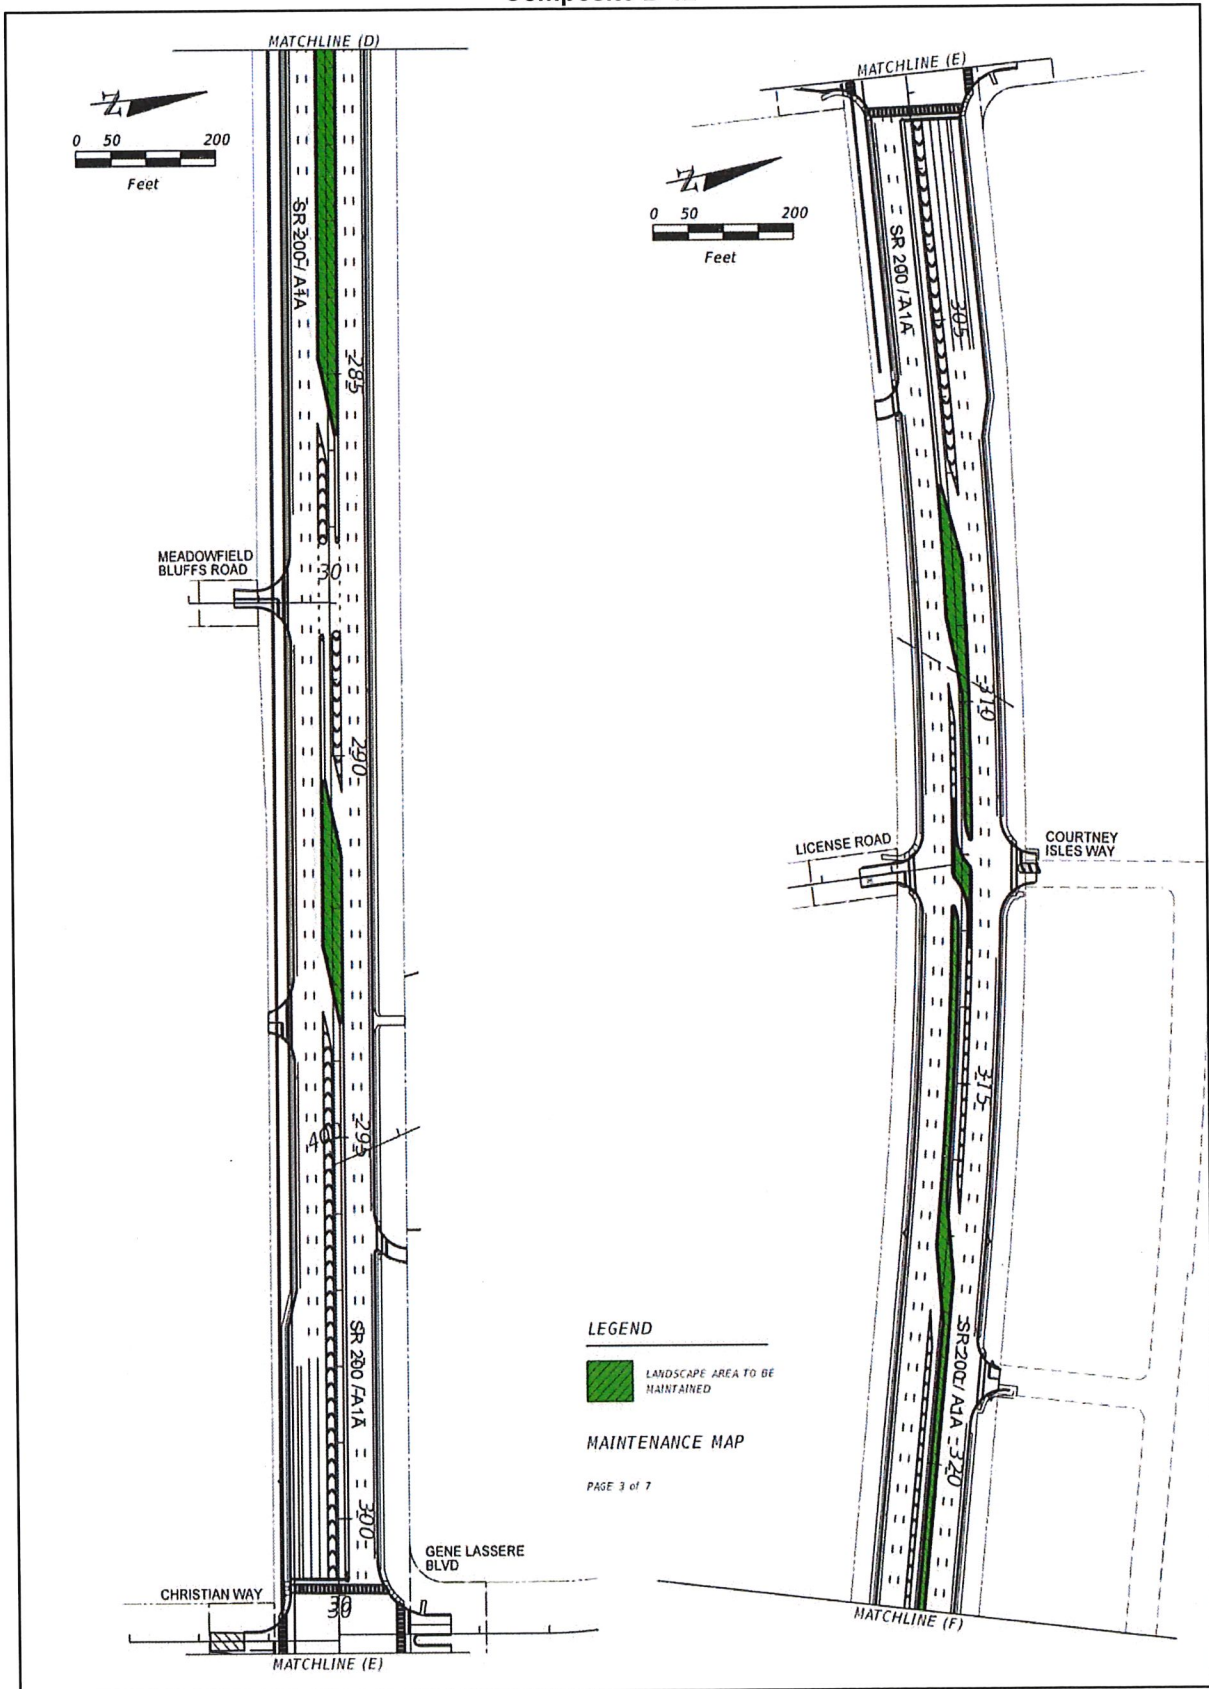 MATCHLINE (D)
N
0 50 200
Feet
SR 200 / A1A
285
MEADOWFIELD
BLUFFS ROAD
30
290
40
295
SR 200 / A1A
300
GENE LASSERE
BLVD
CHRISTIAN WAY
30
MATCHLINE (E)
MATCHLINE (E)
N
0 50 200
Feet
SR 200 / A1A
305
310
LICENSE ROAD
COURTNEY
ISLES WAY
315
SR 200 / A1A
320
MATCHLINE (F)
LEGEND
LANDSCAPE AREA TO BE
MAINTAINED
MAINTENANCE MAP
PAGE 3 of 7